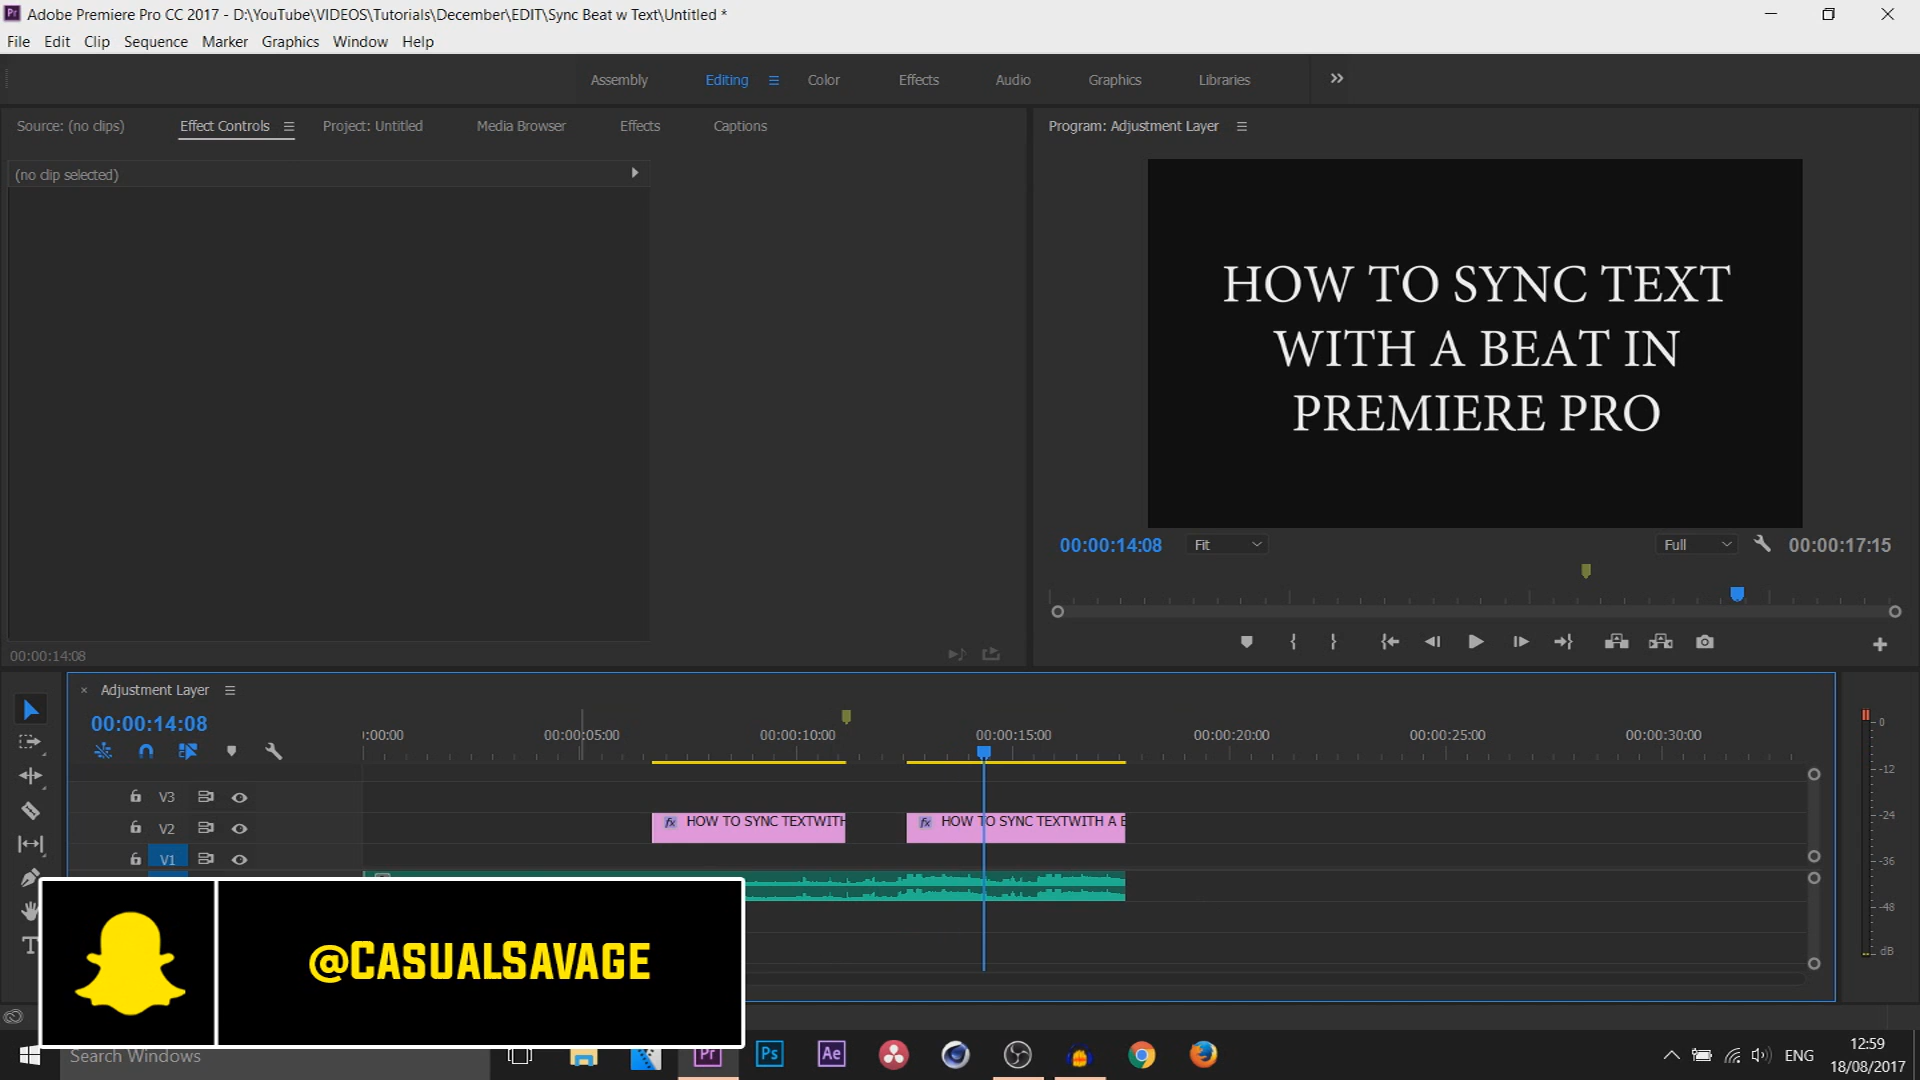 Pr Adobe Premiere Pro CC 2017 - D:\YouTube\VIDEOS\Tutorials\December\EDIT\Sync Beat w Text\Untitled *
File Edit Clip Sequence Marker Graphics Window Help
Assembly Editing Color Effects Audio Graphics Libraries
Source: (no clips) Effect Controls Project: Untitled Media Browser Effects Captions
Program: Adjustment Layer
(no clip selected)
HOW TO SYNC TEXT
WITH A BEAT IN
PREMIERE PRO
00:00:14:08 Fit Full 00:00:17:15
00:00:14:08
× Adjustment Layer
00:00:14:08
:00:00 00:00:05:00 00:00:10:00 00:00:15:00 00:00:20:00 00:00:25:00 00:00:30:00
V3
V2 fx HOW TO SYNC TEXTWITH fx HOW TO SYNC TEXTWITH A B
V1
0
-12
-24
-36
-48
dB
@CASUALSAVAGE
Search Windows
Pr Ps Ae
ENG
12:59
18/08/2017